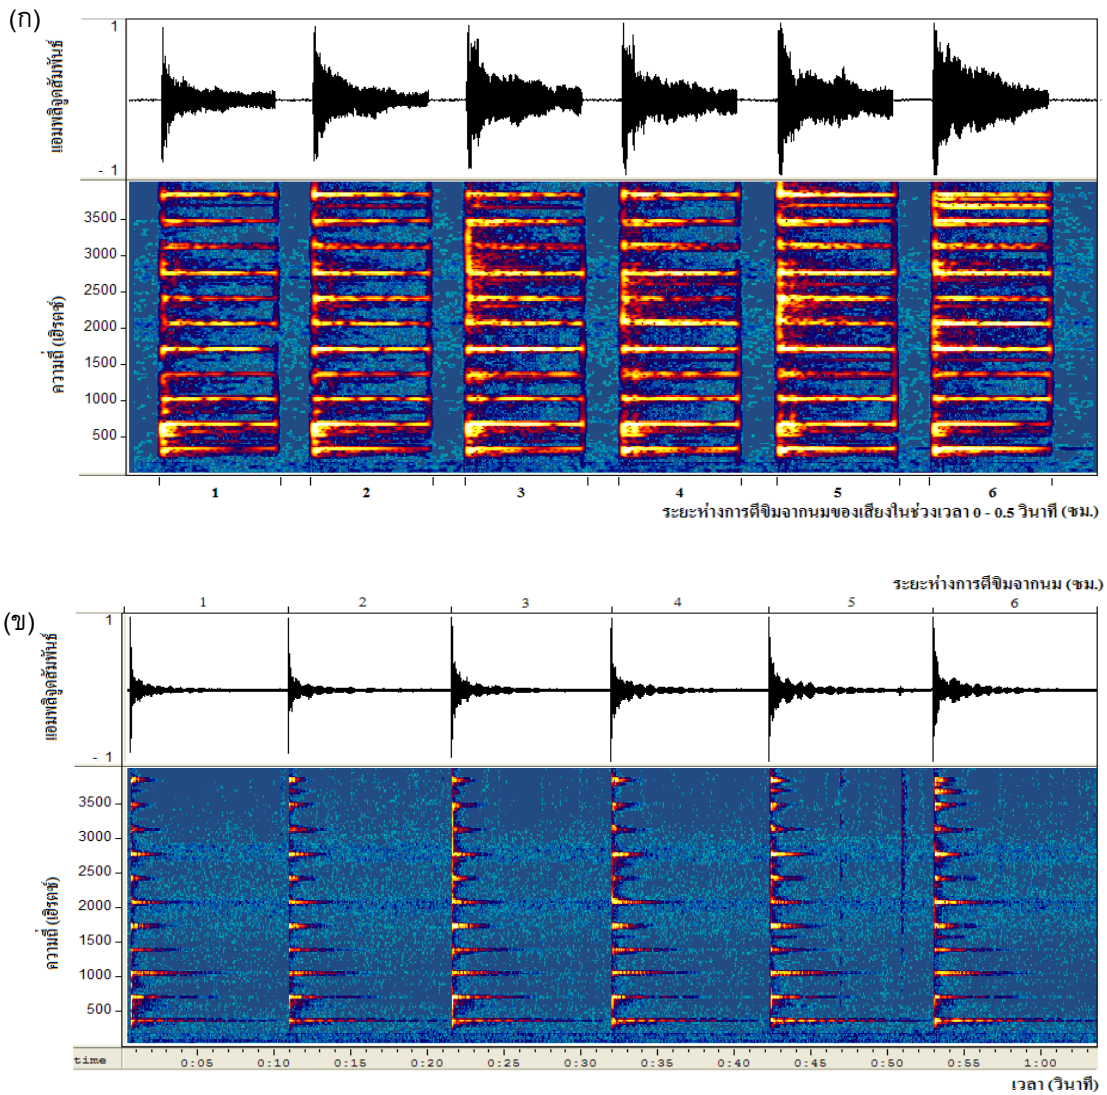 (ก)
1
แอมพลิจูดสัมพันธ์
- 1
3500
3000
2500
2000
1500
1000
500
ความถี่ (เฮิรตซ์)
1 2 3 4 5 6
ระยะห่างการตีขิมจากนมของเสียงในช่วงเวลา 0 - 0.5 วินาที (ซม.)
ระยะห่างการตีขิมจากนม (ซม.)
(ข)
1 2 3 4 5 6
1
แอมพลิจูดสัมพันธ์
- 1
3500
3000
2500
2000
1500
1000
500
ความถี่ (เฮิรตซ์)
time 0:05 0:10 0:15 0:20 0:25 0:30 0:35 0:40 0:45 0:50 0:55 1:00
เวลา (วินาที)